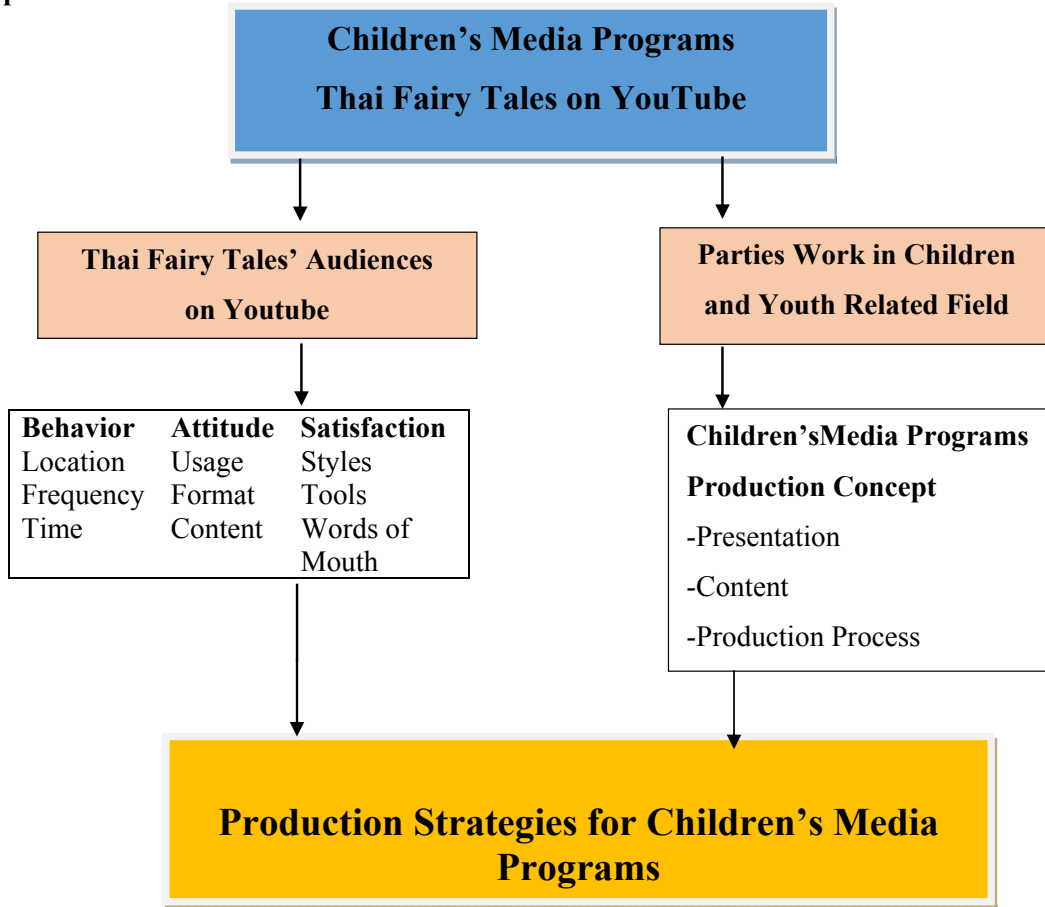 Children's Media Programs
Thai Fairy Tales on YouTube
Thai Fairy Tales' Audiences
on Youtube
Parties Work in Children
and Youth Related Field
Behavior Attitude Satisfaction
Location Usage Styles
Frequency Format Tools
Time Content Words of
Mouth
Children'sMedia Programs
Production Concept
-Presentation
-Content
-Production Process
Production Strategies for Children's Media
Programs